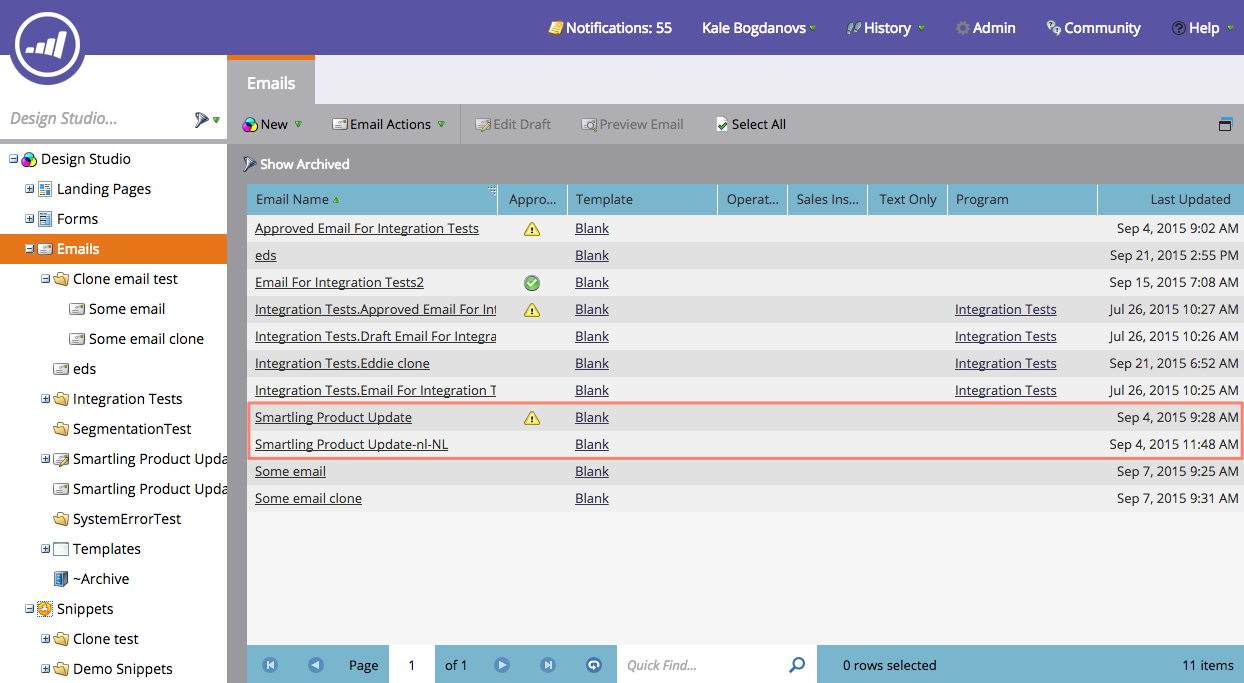 Notifications: 55 Kale Bogdanovs History Admin Community Help
Design Studio...
Emails
New Email Actions Edit Draft Preview Email Select All
Show Archived
Design Studio
Landing Pages
Forms
Emails
Clone email test
Some email
Some email clone
eds
Integration Tests
SegmentationTest
Smartling Product Upda
Smartling Product Upda
SystemErrorTest
Templates
~Archive
Snippets
Clone test
Demo Snippets
Email Name Appro... Template Operat... Sales Ins... Text Only Program Last Updated
Approved Email For Integration Tests Blank Sep 4, 2015 9:02 AM
eds Blank Sep 21, 2015 2:55 PM
Email For Integration Tests2 Blank Sep 15, 2015 7:08 AM
Integration Tests.Approved Email For Int Blank Integration Tests Jul 26, 2015 10:27 AM
Integration Tests.Draft Email For Integra Blank Integration Tests Jul 26, 2015 10:26 AM
Integration Tests.Eddie clone Blank Integration Tests Sep 21, 2015 6:52 AM
Integration Tests.Email For Integration T Blank Integration Tests Jul 26, 2015 10:25 AM
Smartling Product Update Blank Sep 4, 2015 9:28 AM
Smartling Product Update-nl-NL Blank Sep 4, 2015 11:48 AM
Some email Blank Sep 7, 2015 9:25 AM
Some email clone Blank Sep 7, 2015 9:31 AM
Page 1 of 1 Quick Find... 0 rows selected 11 items